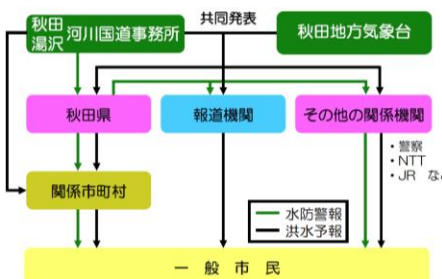 秋田
湯沢
河川国道事務所
共同発表
秋田地方気象台
秋田県
報道機関
その他の関係機関
・警察
・NTT
・JR な
関係市町村
水防警報
洪水予報
一般市民